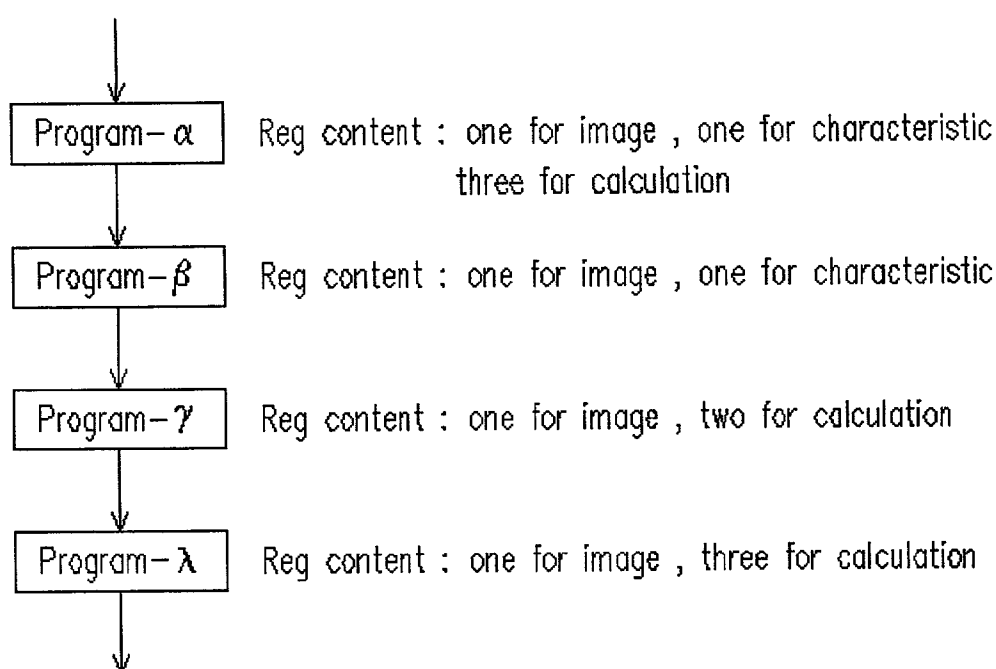 Program-α Reg content : one for image , one for characteristic
three for calculation
Program-β Reg content : one for image , one for characteristic
Program-γ Reg content : one for image , two for calculation
Program-λ Reg content : one for image , three for calculation